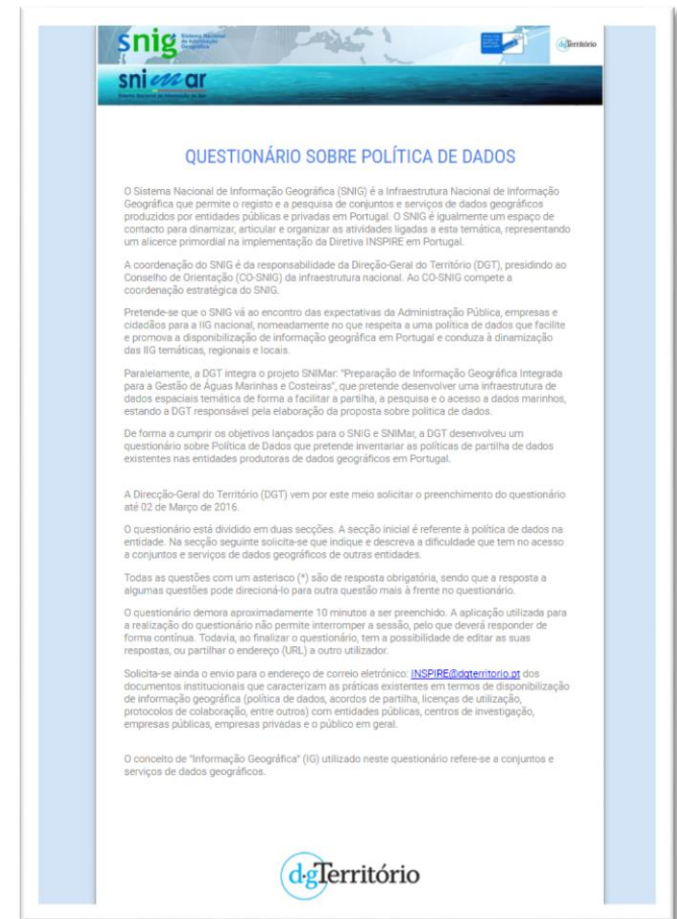 snig Sistema Nacional
de Informação
Geográfica
dgTerritório
snimar
QUESTIONÁRIO SOBRE POLÍTICA DE DADOS
O Sistema Nacional de Informação Geográfica (SNIG) é a Infraestrutura Nacional de Informação
Geográfica que permite o registo e a pesquisa de conjuntos e serviços de dados geográficos
produzidos por entidades públicas e privadas em Portugal. O SNIG é igualmente um espaço de
contacto para dinamizar, articular e organizar as atividades ligadas a esta temática, representando
um alicerce primordial na implementação da Diretiva INSPIRE em Portugal.
A coordenação do SNIG é da responsabilidade da Direção-Geral do Território (DGT), presidindo ao
Conselho de Orientação (CO-SNIG) da infraestrutura nacional. Ao CO-SNIG compete a
coordenação estratégica do SNIG.
Pretende-se que o SNIG vá ao encontro das expectativas da Administração Pública, empresas e
cidadãos para a IIG nacional, nomeadamente no que respeita a uma política de dados que facilite
e promova a disponibilização de informação geográfica em Portugal e conduza à dinamização
das IIG temáticas, regionais e locais.
Paralelamente, a DGT integra o projeto SNIMar: "Preparação de Informação Geográfica Integrada
para a Gestão de Águas Marinhas e Costeiras", que pretende desenvolver uma infraestrutura de
dados espaciais temática de forma a facilitar a partilha, a pesquisa e o acesso a dados marinhos,
estando a DGT responsável pela elaboração da proposta sobre politica de dados.
De forma a cumprir os objetivos lançados para o SNIG e SNIMar, a DGT desenvolveu um
questionário sobre Política de Dados que pretende inventariar as políticas de partilha de dados
existentes nas entidades produtoras de dados geográficos em Portugal.
A Direcção-Geral do Território (DGT) vem por este meio solicitar o preenchimento do questionário
até 02 de Março de 2016.
O questionário está dividido em duas secções. A secção inicial é referente à política de dados na
entidade. Na secção seguinte solicita-se que indique e descreva a dificuldade que tem no acesso
a conjuntos e serviços de dados geográficos de outras entidades.
Todas as questões com um asterisco (*) são de resposta obrigatória, sendo que a resposta a
algumas questões pode direcioná-lo para outra questão mais à frente no questionário.
O questionário demora aproximadamente 10 minutos a ser preenchido. A aplicação utilizada para
a realização do questionário não permite interromper a sessão, pelo que deverá responder de
forma contínua. Todavia, ao finalizar o questionário, tem a possibilidade de editar as suas
respostas, ou partilhar o endereço (URL) a outro utilizador.
Solicita-se ainda o envio para o endereço de correio eletrónico: INSPIRE@dgterritorio.pt dos
documentos institucionais que caracterizam as práticas existentes em termos de disponibilização
de informação geográfica (política de dados, acordos de partilha, licenças de utilização,
protocolos de colaboração, entre outros) com entidades públicas, centros de investigação,
empresas públicas, empresas privadas e o público em geral.
O conceito de "Informação Geográfica" (IG) utilizado neste questionário refere-se a conjuntos e
serviços de dados geográficos.
dgTerritório